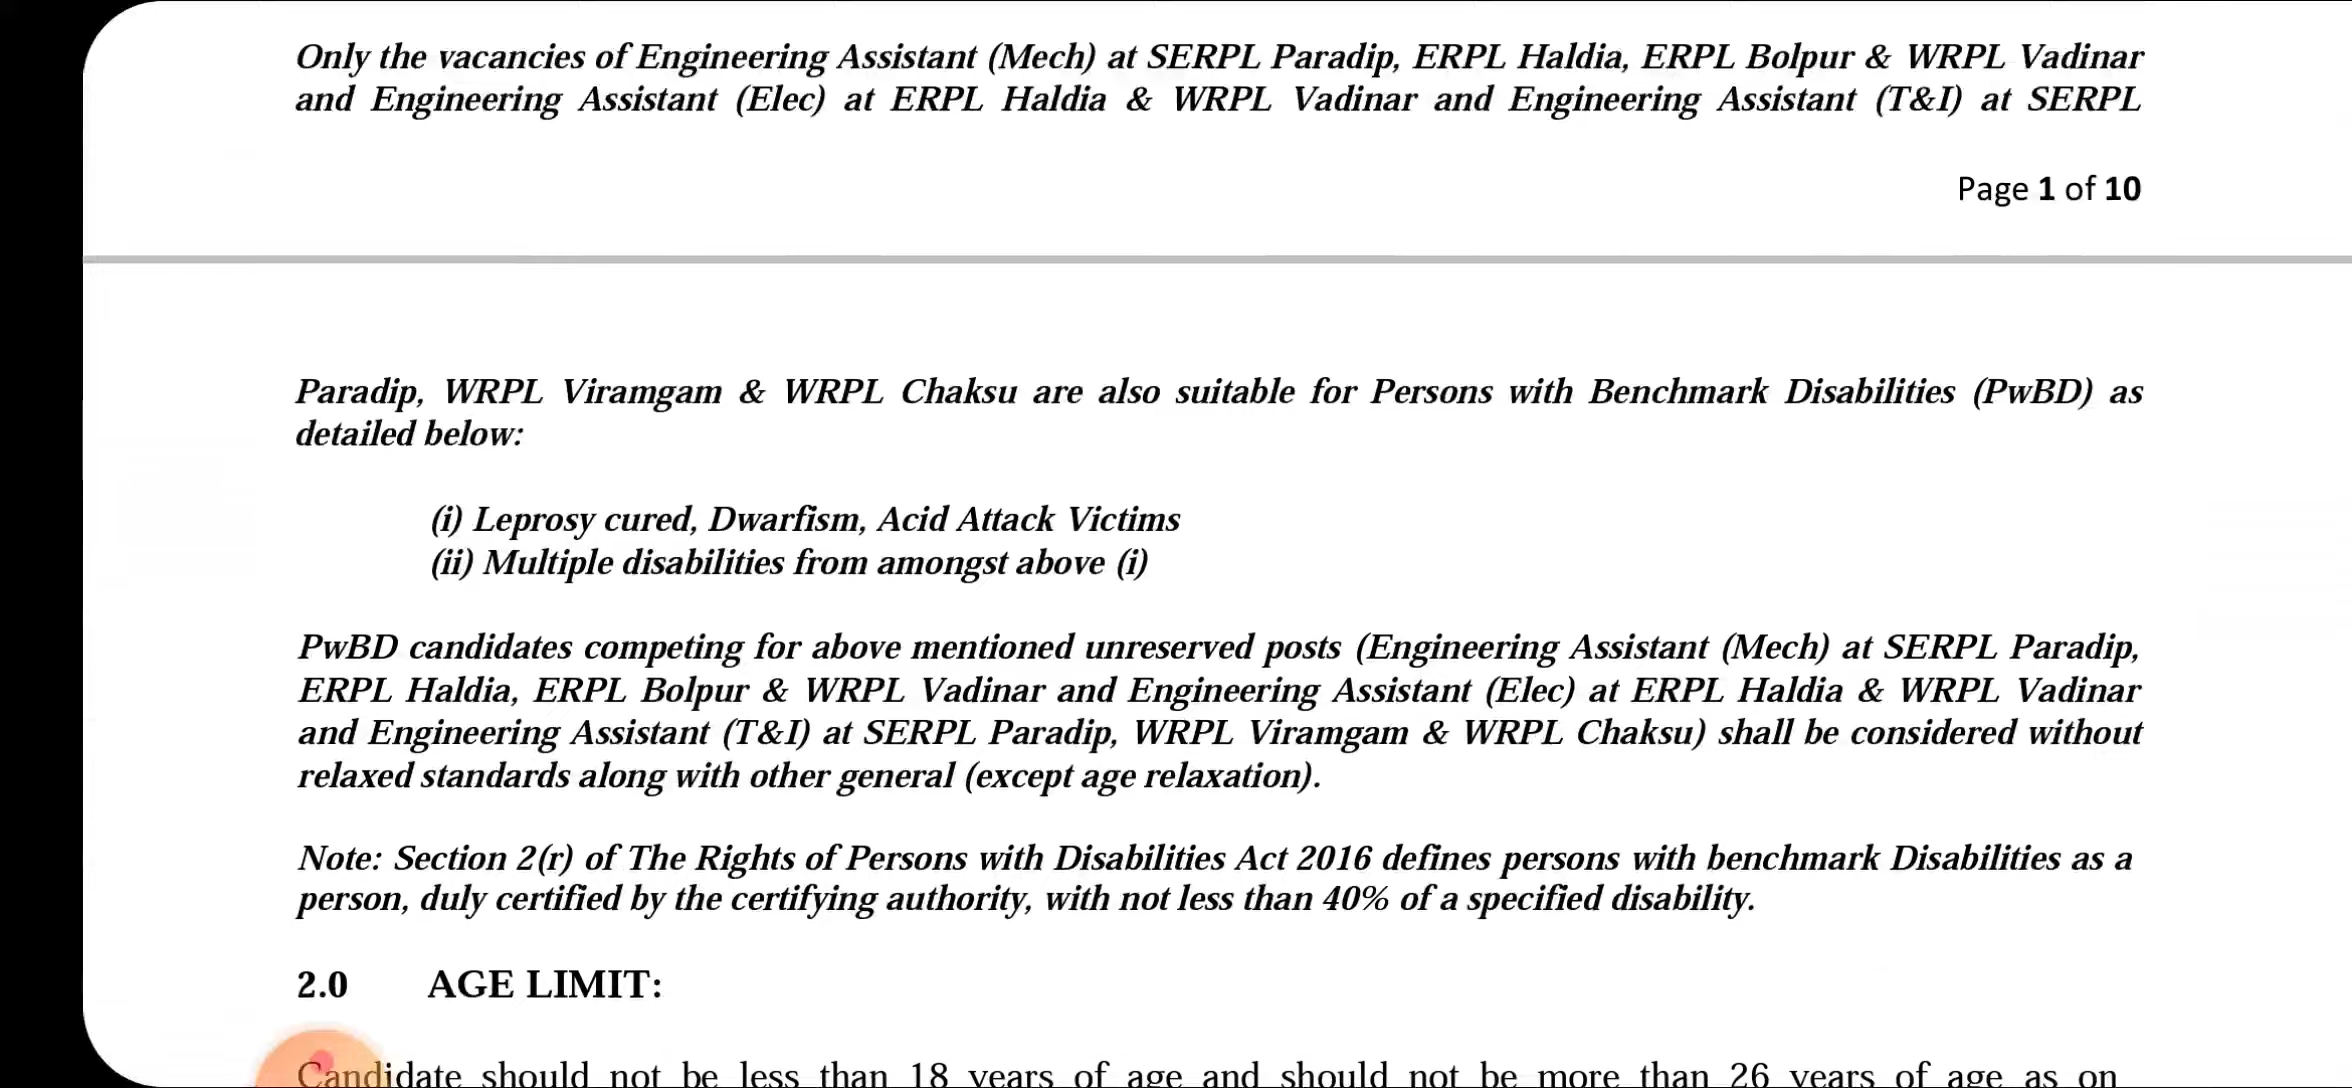 Only the vacancies of Engineering Assistant (Mech) at SERPL Paradip, ERPL Haldia, ERPL Bolpur & WRPL Vadinar
and Engineering Assistant (Elec) at ERPL Haldia & WRPL Vadinar and Engineering Assistant (T&I) at SERPL
Page 1 of 10
Paradip, WRPL Viramgam & WRPL Chaksu are also suitable for Persons with Benchmark Disabilities (PwBD) as
detailed below:
(i) Leprosy cured, Dwarfism, Acid Attack Victims
(ii) Multiple disabilities from amongst above (i)
PwBD candidates competing for above mentioned unreserved posts (Engineering Assistant (Mech) at SERPL Paradip,
ERPL Haldia, ERPL Bolpur & WRPL Vadinar and Engineering Assistant (Elec) at ERPL Haldia & WRPL Vadinar
and Engineering Assistant (T&I) at SERPL Paradip, WRPL Viramgam & WRPL Chaksu) shall be considered without
relaxed standards along with other general (except age relaxation).
Note: Section 2(r) of The Rights of Persons with Disabilities Act 2016 defines persons with benchmark Disabilities as a
person, duly certified by the certifying authority, with not less than 40% of a specified disability.
2.0 AGE LIMIT:
Candidate should not be less than 18 years of age and should not be more than 26 years of age as on